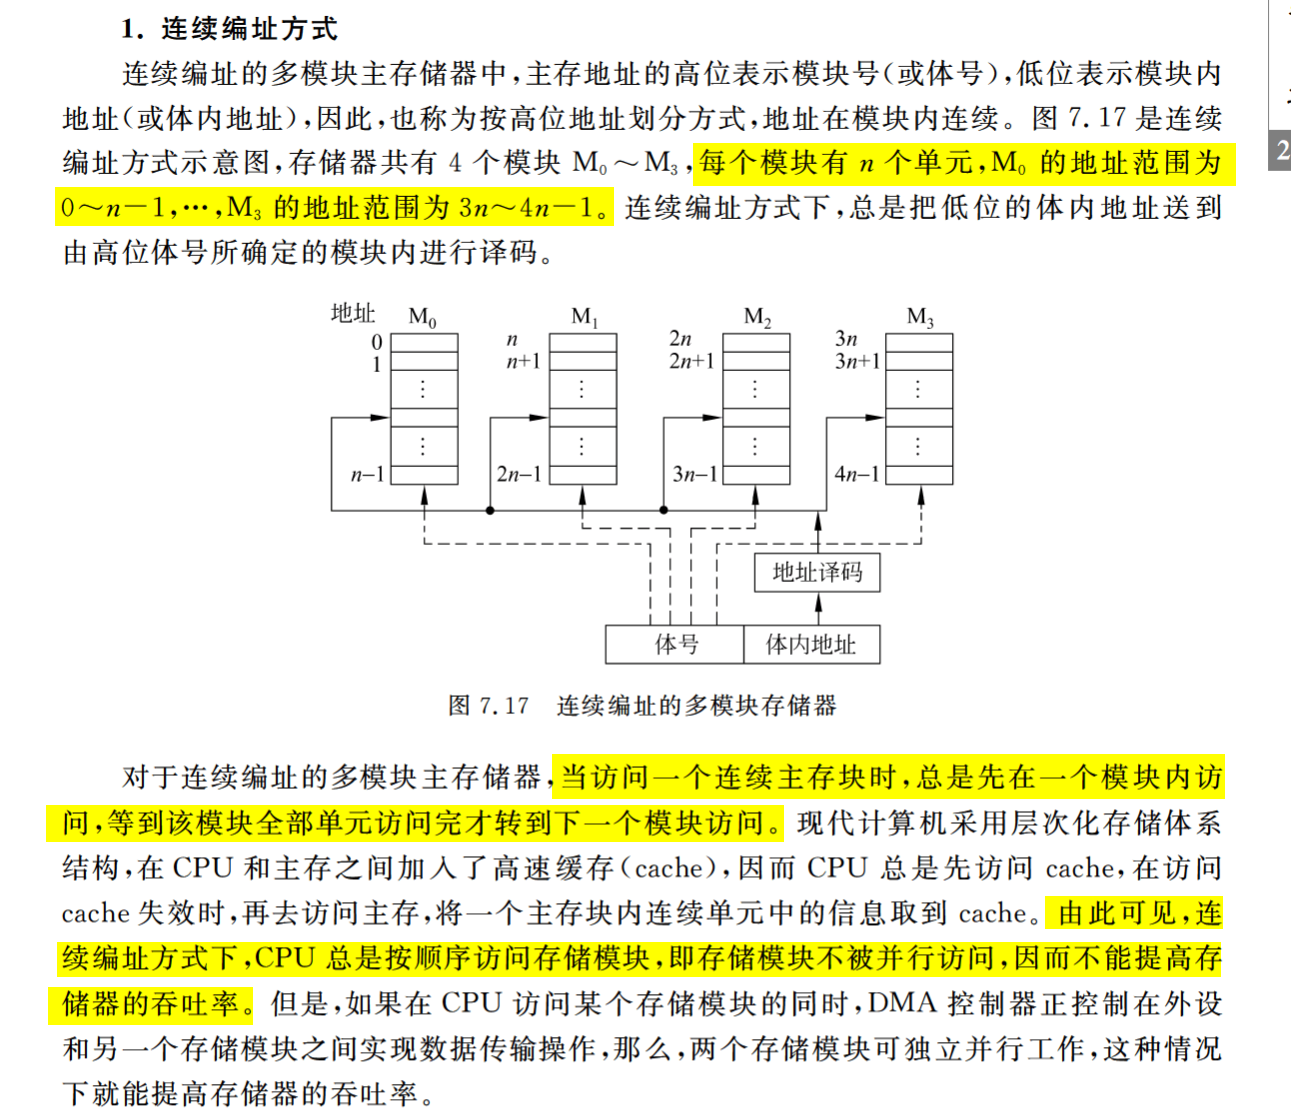 1. 连续编址方式
连续编址的多模块主存储器中,主存地址的高位表示模块号(或体号),低位表示模块内
地址(或体内地址),因此,也称为按高位地址划分方式,地址在模块内连续。图 7.17 是连续
编址方式示意图,存储器共有 4 个模块 M₀~M₃,每个模块有 n 个单元,M₀ 的地址范围为
0~n-1,…,M₃ 的地址范围为 3n~4n-1。连续编址方式下,总是把低位的体内地址送到
由高位体号所确定的模块内进行译码。
2
地址 M₀ M₁ M₂ M₃
0 n 2n 3n
1 n+1 2n+1 3n+1
⋮ ⋮ ⋮ ⋮
⋮ ⋮ ⋮ ⋮
n-1 2n-1 3n-1 4n-1
地址译码
体号 体内地址
图 7.17 连续编址的多模块存储器
对于连续编址的多模块主存储器,当访问一个连续主存块时,总是先在一个模块内访
问,等到该模块全部单元访问完才转到下一个模块访问。现代计算机采用层次化存储体系
结构,在 CPU 和主存之间加入了高速缓存(cache),因而 CPU 总是先访问 cache,在访问
cache 失效时,再去访问主存,将一个主存块内连续单元中的信息取到 cache。由此可见,连
续编址方式下,CPU 总是按顺序访问存储模块,即存储模块不被并行访问,因而不能提高存
储器的吞吐率。但是,如果在 CPU 访问某个存储模块的同时,DMA 控制器正控制在外设
和另一个存储模块之间实现数据传输操作,那么,两个存储模块可独立并行工作,这种情况
下就能提高存储器的吞吐率。